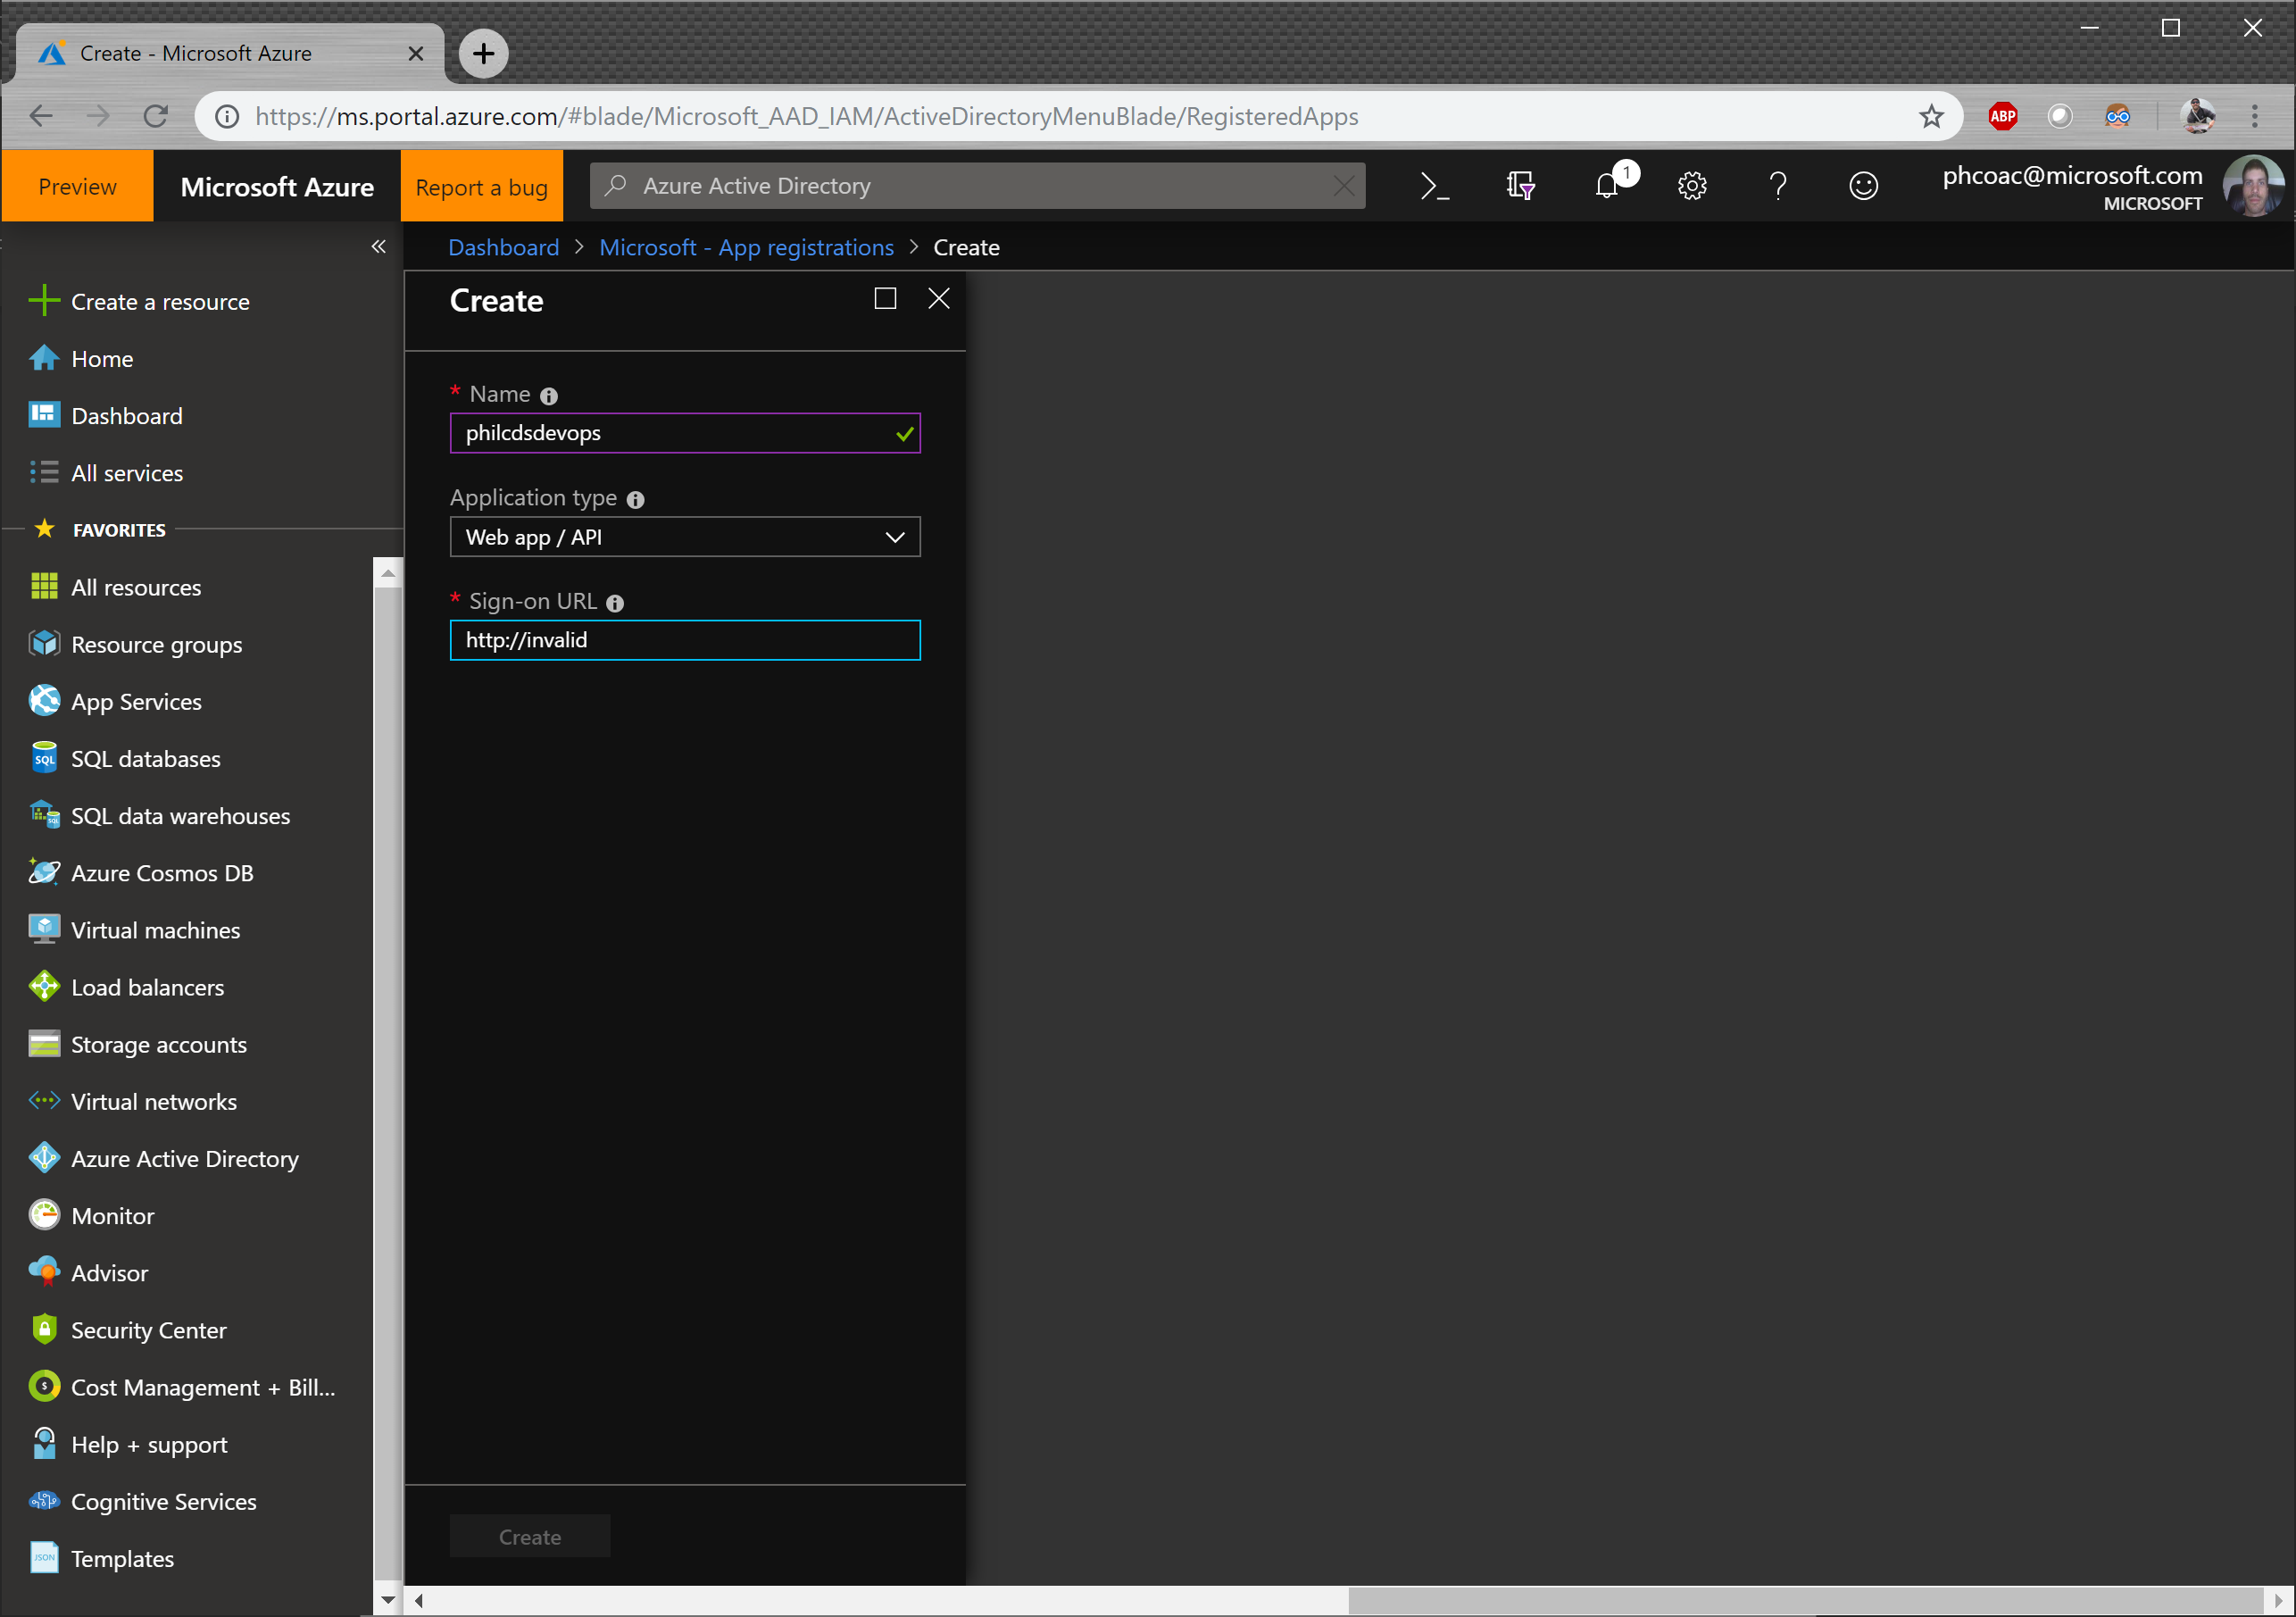 Create - Microsoft Azure
https://ms.portal.azure.com/#blade/Microsoft_AAD_IAM/ActiveDirectoryMenuBlade/RegisteredApps
ABP
Preview
Microsoft Azure
Report a bug
Azure Active Directory
1
phcoac@microsoft.com
MICROSOFT
Dashboard > Microsoft - App registrations > Create
Create a resource
Home
Dashboard
All services
FAVORITES
All resources
Resource groups
App Services
SQL
SQL databases
SQL data warehouses
Azure Cosmos DB
Virtual machines
Load balancers
Storage accounts
Virtual networks
Azure Active Directory
Monitor
Advisor
Security Center
Cost Management + Bill...
Help + support
Cognitive Services
JSON
Templates
Create
* Name
philcdsdevops
Application type
Web app / API
* Sign-on URL
http://invalid
Create